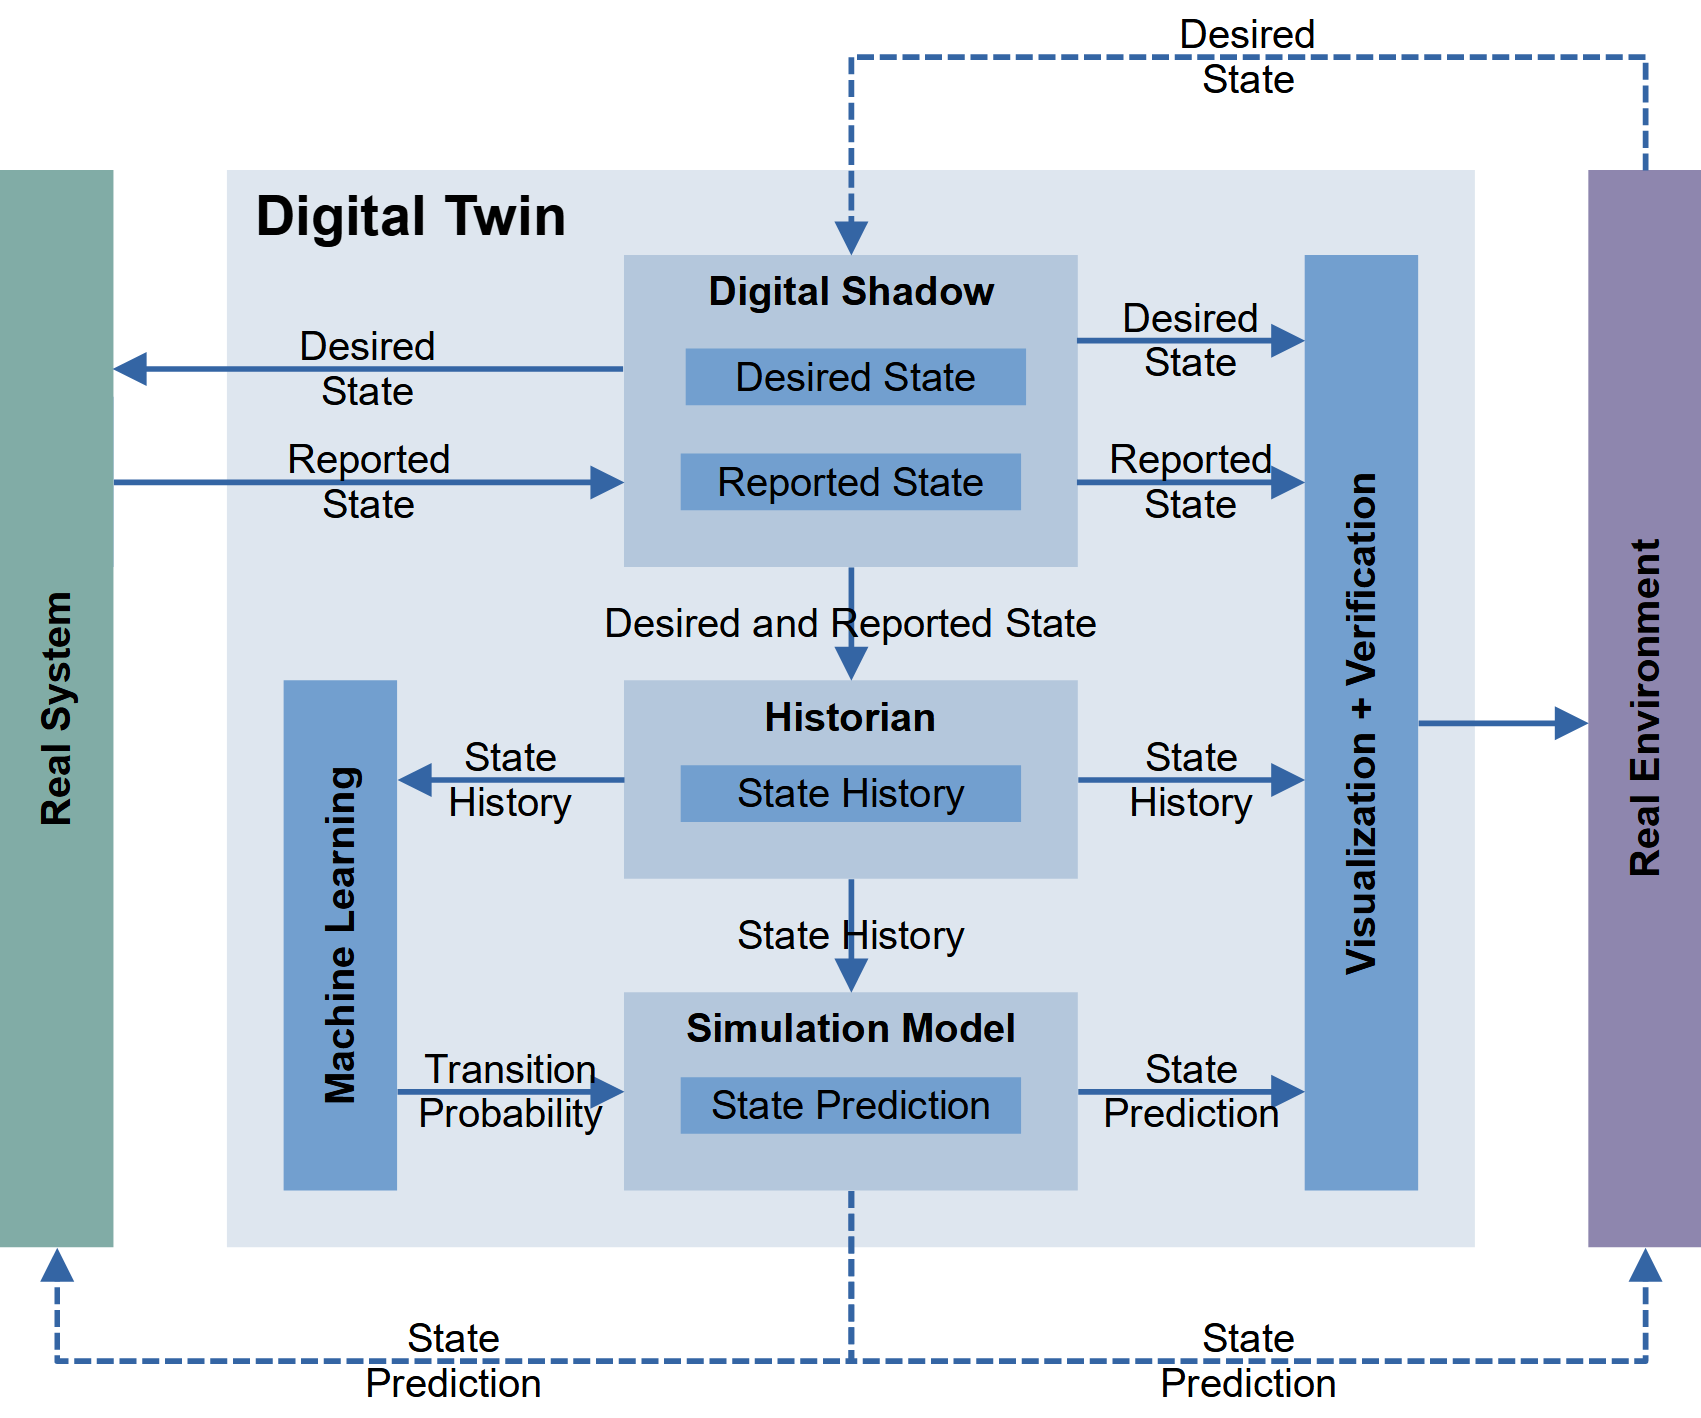 Desired
State
Digital Twin
Digital Shadow
Desired
State
Desired State
Desired
State
Reported
State
Reported State
Reported
State
Desired and Reported State
Real System
Machine Learning
Visualization + Verification
Real Environment
Historian
State
History
State History
State
History
State History
Simulation Model
Transition
Probability
State Prediction
State
Prediction
State
Prediction
State
Prediction